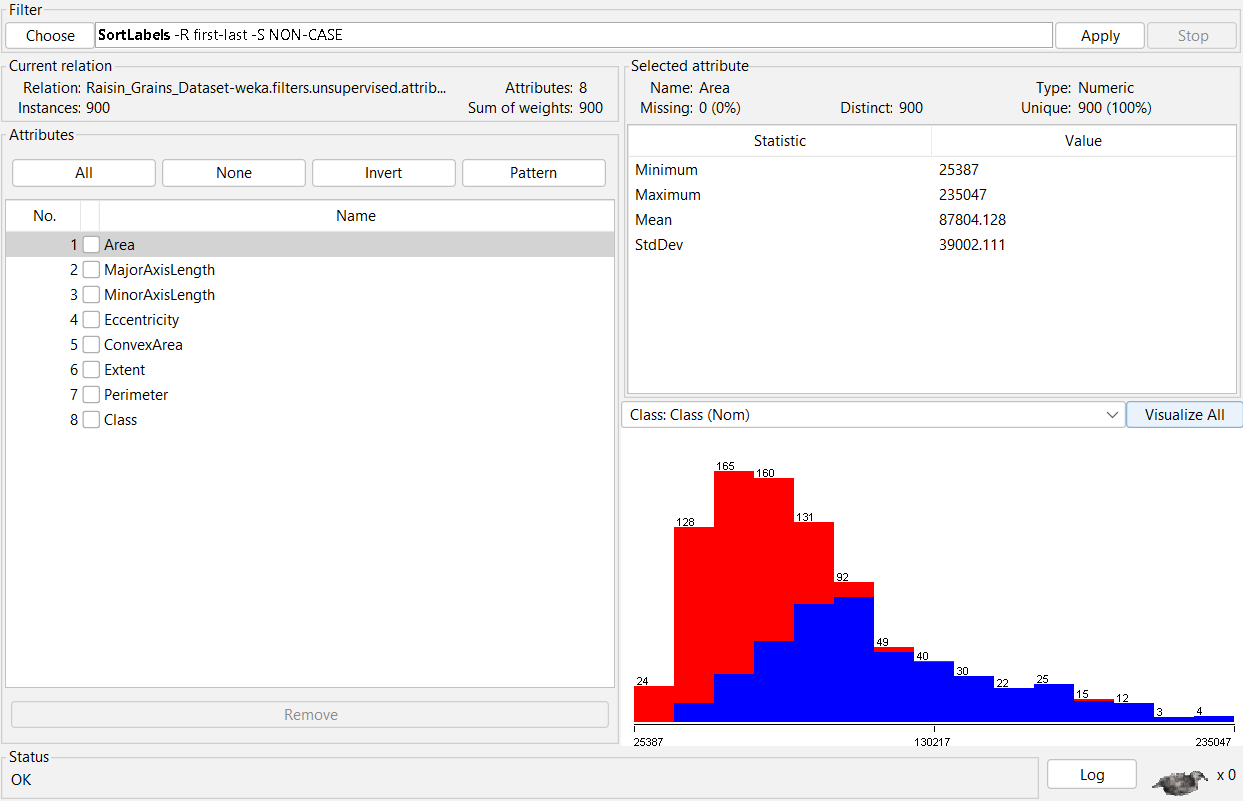 Filter
Choose SortLabels -R first-last -S NON-CASE Apply Stop
Current relation
Relation: Raisin_Grains_Dataset-weka.filters.unsupervised.attrib... Attributes: 8
Instances: 900 Sum of weights: 900
Selected attribute
Name: Area Type: Numeric
Missing: 0 (0%) Distinct: 900 Unique: 900 (100%)
Attributes
All None Invert Pattern
No. Name
1 Area
2 MajorAxisLength
3 MinorAxisLength
4 Eccentricity
5 ConvexArea
6 Extent
7 Perimeter
8 Class
Remove
Statistic Value
Minimum 25387
Maximum 235047
Mean 87804.128
StdDev 39002.111
Class: Class (Nom) Visualize All
24 128 165 160 131 92 49 40 30 22 25 15 12 3 4
25387 130217 235047
Status
OK
Log x 0